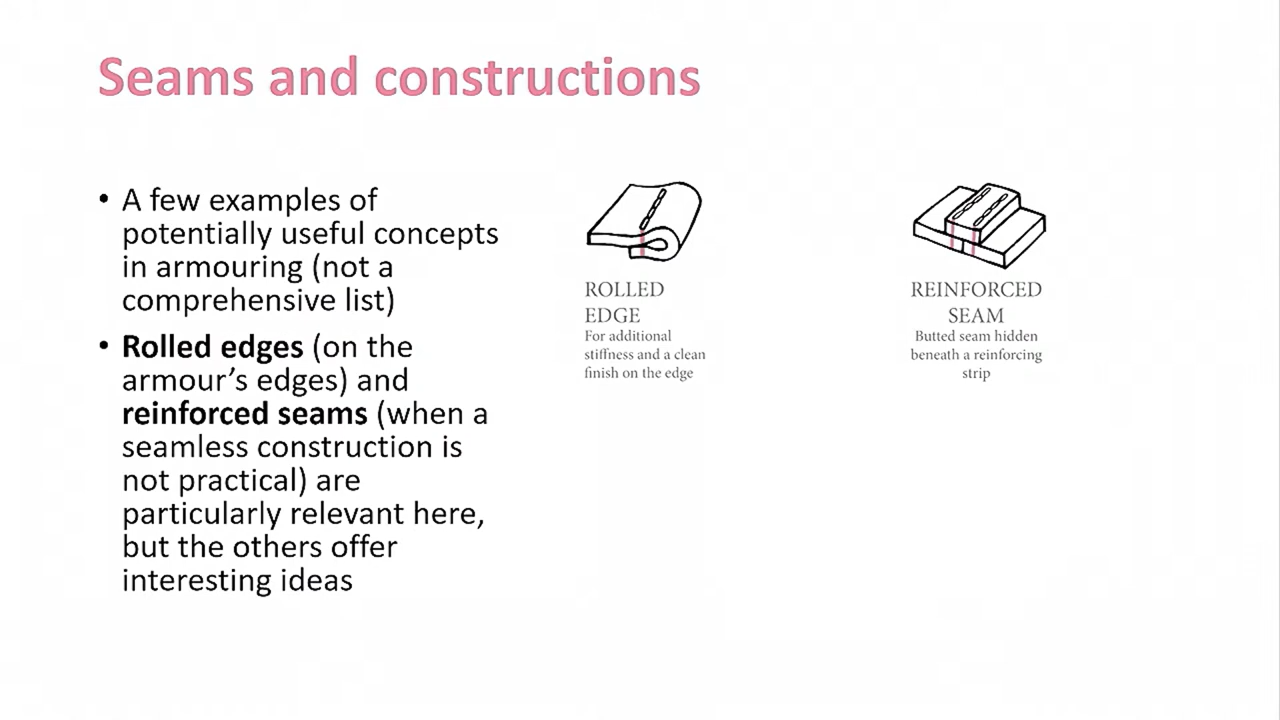 Seams and constructions
• A few examples of
potentially useful concepts
in armouring (not a
comprehensive list)
• Rolled edges (on the
armour’s edges) and
reinforced seams (when a
seamless construction is
not practical) are
particularly relevant here,
but the others offer
interesting ideas
ROLLED
EDGE
For additional
stiffness and a clean
finish on the edge
REINFORCED
SEAM
Butted seam hidden
beneath a reinforcing
strip